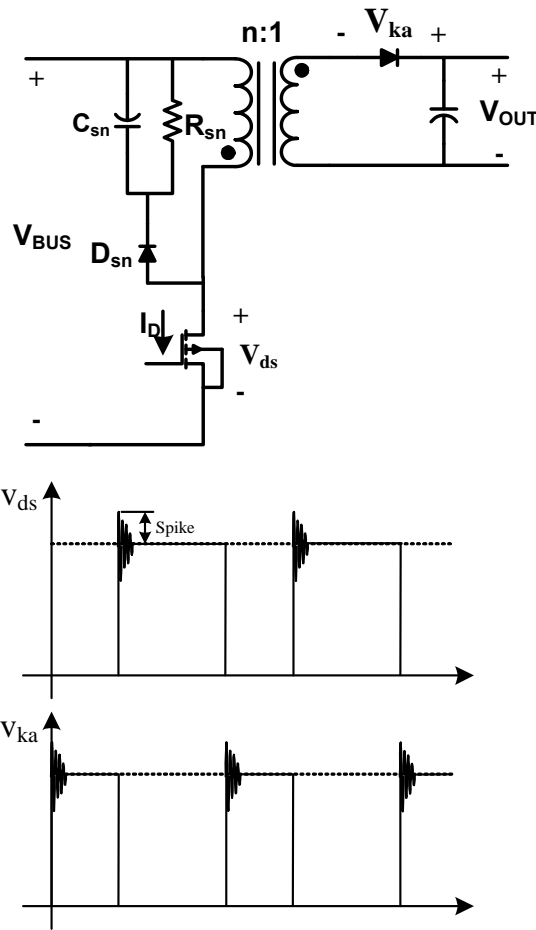 n:1
- V_ka +
+
C_sn
R_sn
+
V_OUT
-
V_BUS
D_sn
I_D
+
V_ds
-
-
v_ds
Spike
v_ka